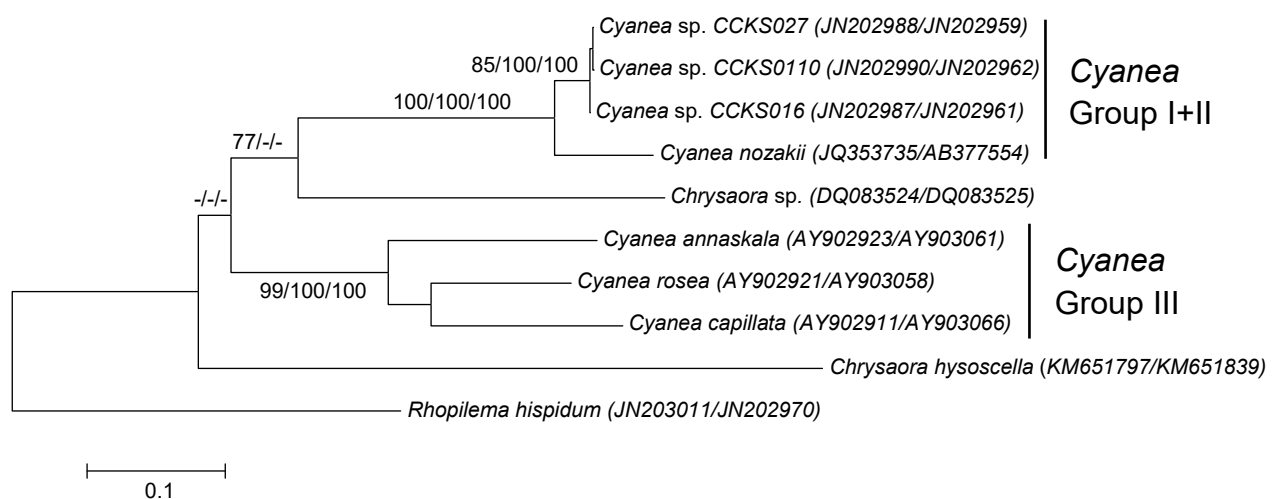 Cyanea sp. CCKS027 (JN202988/JN202959)
85/100/100
Cyanea sp. CCKS0110 (JN202990/JN202962)
Cyanea
Group I+II
100/100/100
Cyanea sp. CCKS016 (JN202987/JN202961)
77/-/-
Cyanea nozakii (JQ353735/AB377554)
-/-/-
Chrysaora sp. (DQ083524/DQ083525)
Cyanea annaskala (AY902923/AY903061)
Cyanea
Group III
99/100/100
Cyanea rosea (AY902921/AY903058)
Cyanea capillata (AY902911/AY903066)
Chrysaora hysoscella (KM651797/KM651839)
Rhopilema hispidum (JN203011/JN202970)
0.1